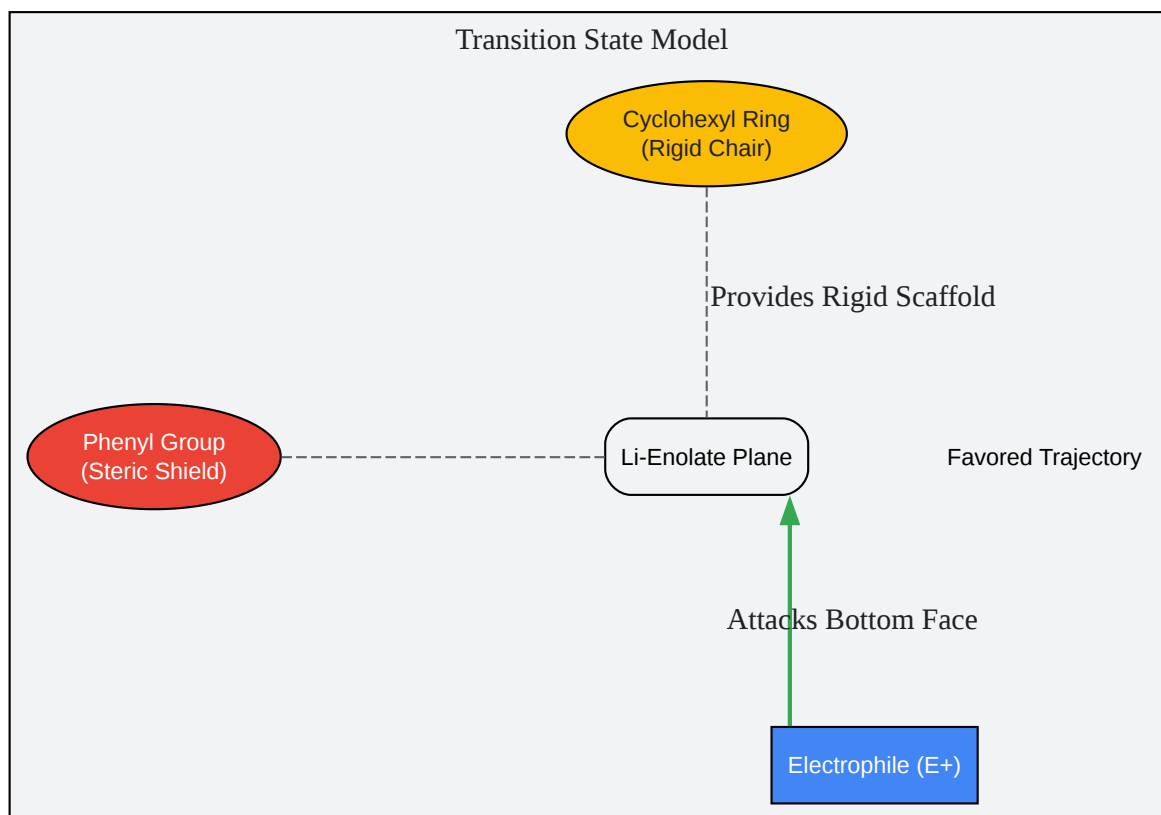 Transition State Model
Cyclohexyl Ring
(Rigid Chair)
Provides Rigid Scaffold
Phenyl Group
(Steric Shield)
Li-Enolate Plane
Favored Trajectory
Attacks Bottom Face
Electrophile (E+)